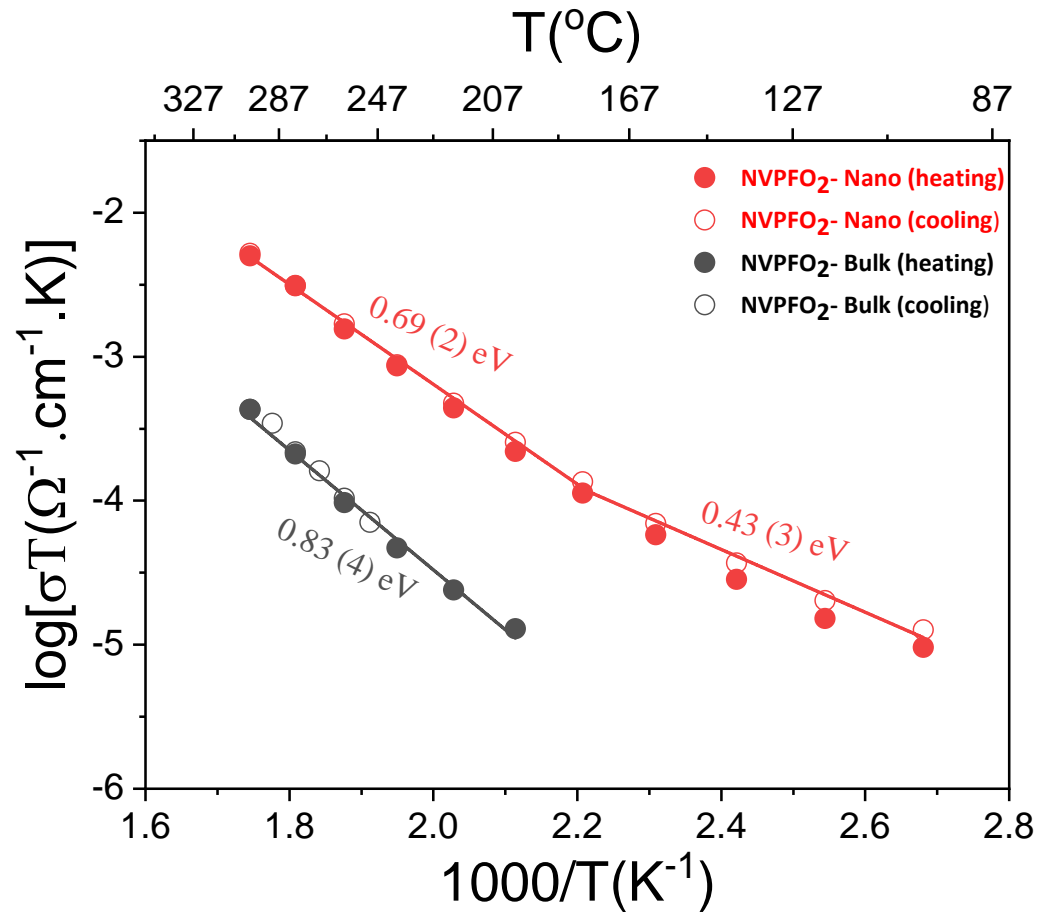 T(°C)
327 287 247 207 167 127 87
NVPFO₂- Nano (heating)
NVPFO₂- Nano (cooling)
NVPFO₂- Bulk (heating)
NVPFO₂- Bulk (cooling)
-2
-3
-4
-5
-6
log[σT(Ω⁻¹.cm⁻¹.K)]
0.69 (2) eV
0.43 (3) eV
0.83 (4) eV
1.6 1.8 2.0 2.2 2.4 2.6 2.8
1000/T(K⁻¹)